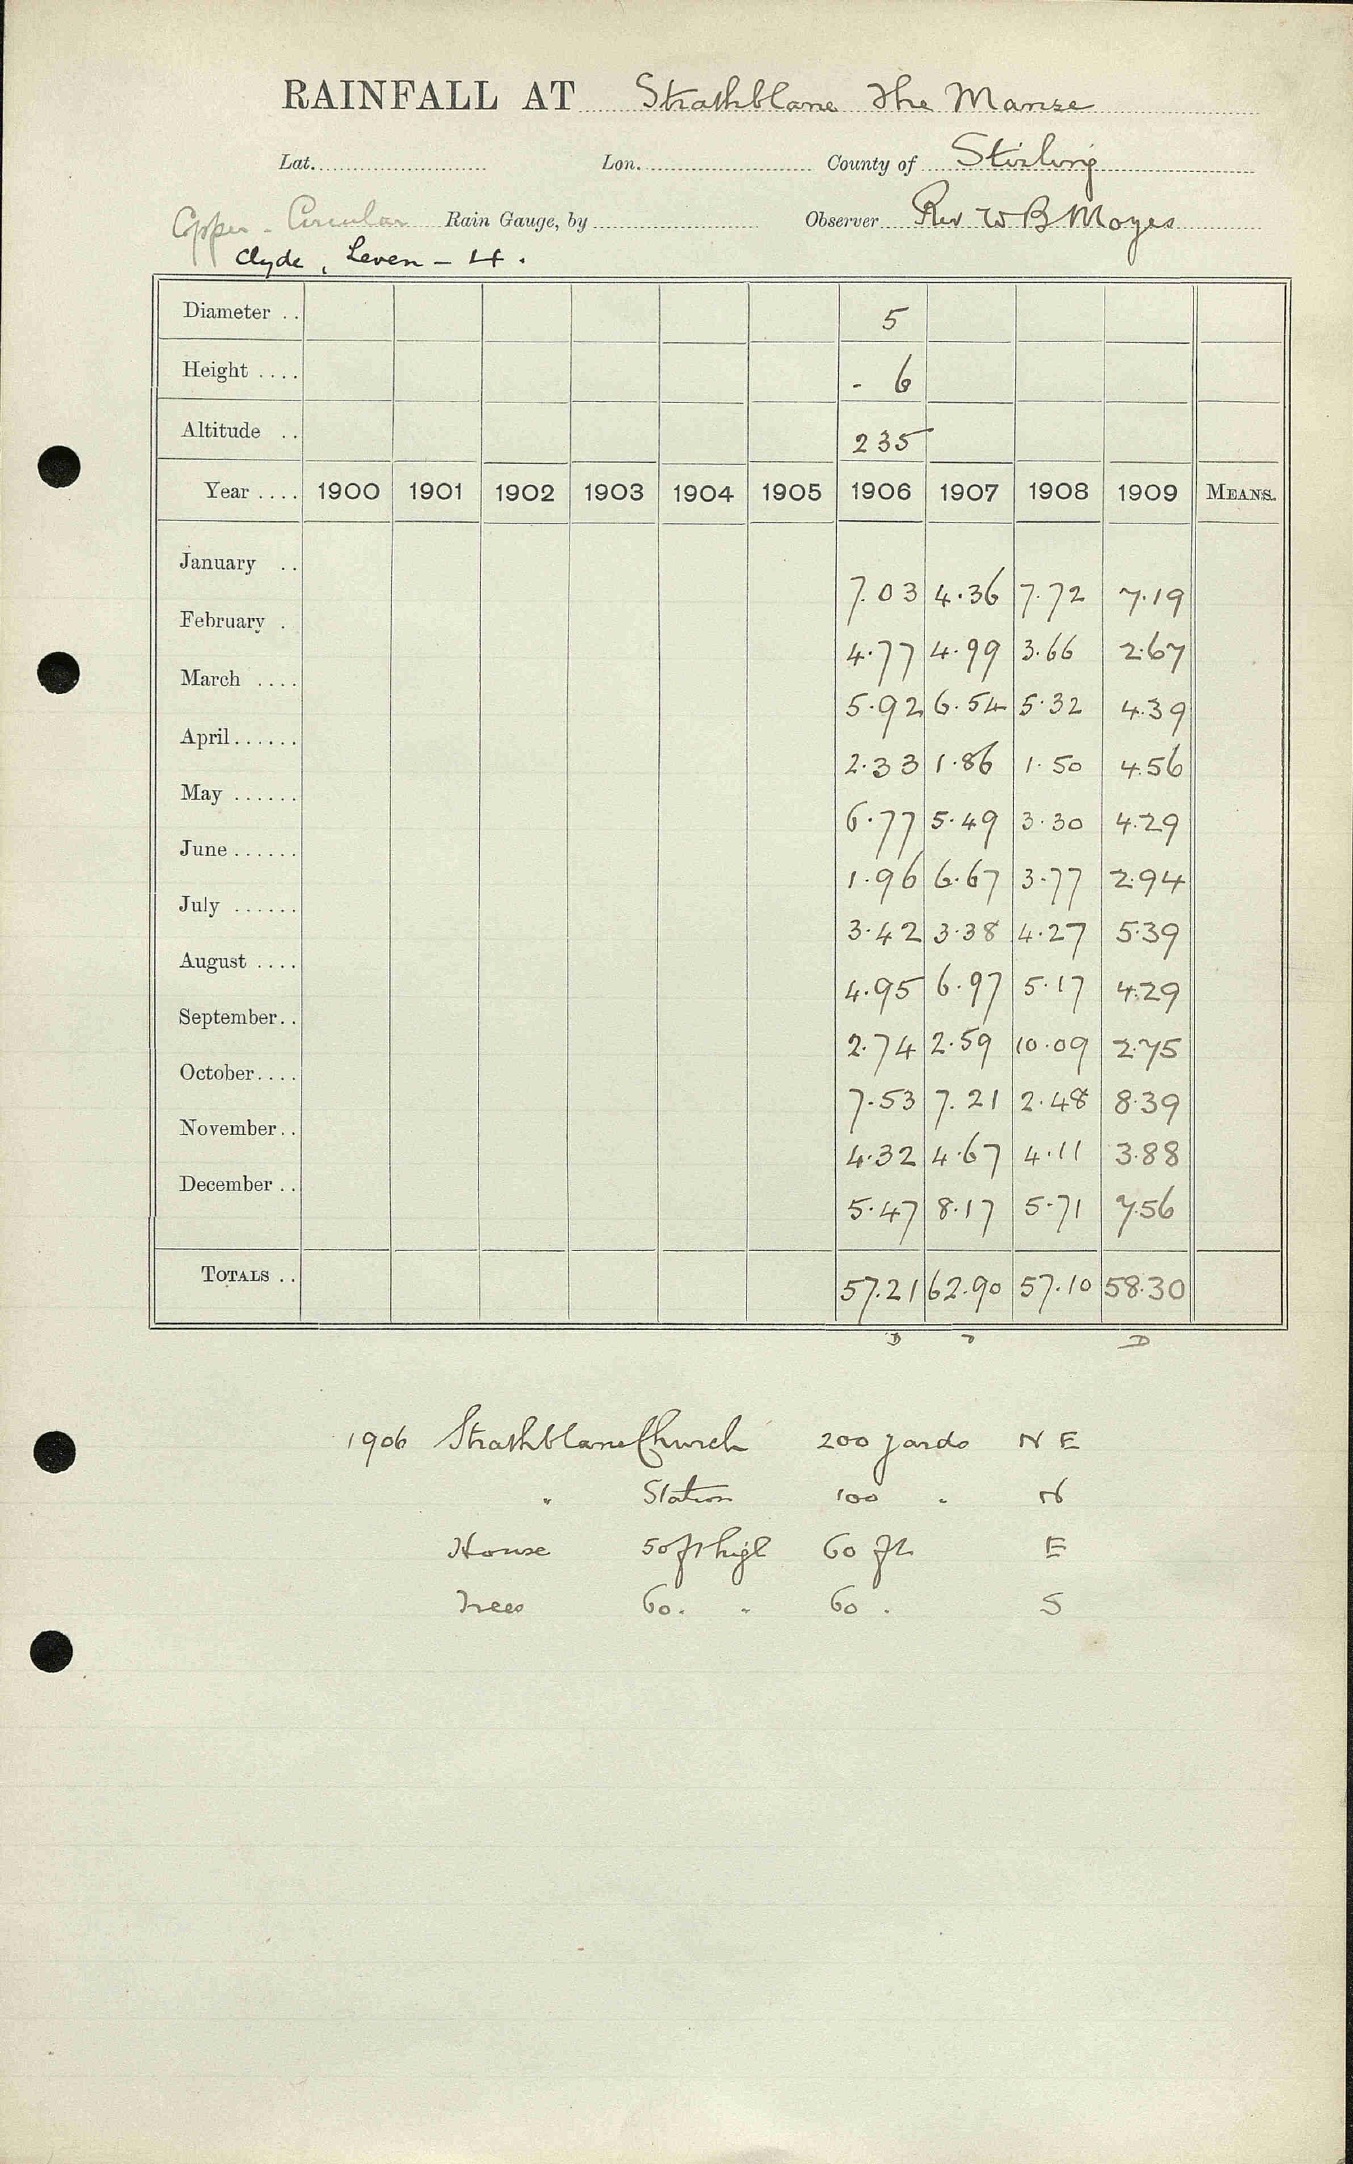 RAINFALL AT Strathblane The Manse
Lat. Lon. County of Stirling
Copper - Circular Rain Gauge, by Observer Rev W B Moyes
Clyde, Leven - 4.
Diameter .. 5
Height .... - 6
Altitude .. 235
Year .... 1900 1901 1902 1903 1904 1905 1906 1907 1908 1909 MEANS.
January .. 7.03 4.36 7.72 7.19
February . 4.77 4.99 3.66 2.67
March .... 5.92 6.54 5.32 4.39
April...... 2.33 1.86 1.50 4.56
May ...... 6.77 5.49 3.30 4.29
June...... 1.96 6.67 3.77 2.94
July ...... 3.42 3.38 4.27 5.39
August .... 4.95 6.97 5.17 4.29
September.. 2.74 2.59 10.09 2.75
October.... 7.53 7.21 2.48 8.39
November.. 4.32 4.67 4.11 3.88
December .. 5.47 8.17 5.71 7.56
TOTALS .. 57.21 62.90 57.10 58.30
D D
1906 Strathblane Church 200 yards N E
" Station 100 " N
House 50 ft high 60 ft E
Trees 60 . " 60 . S